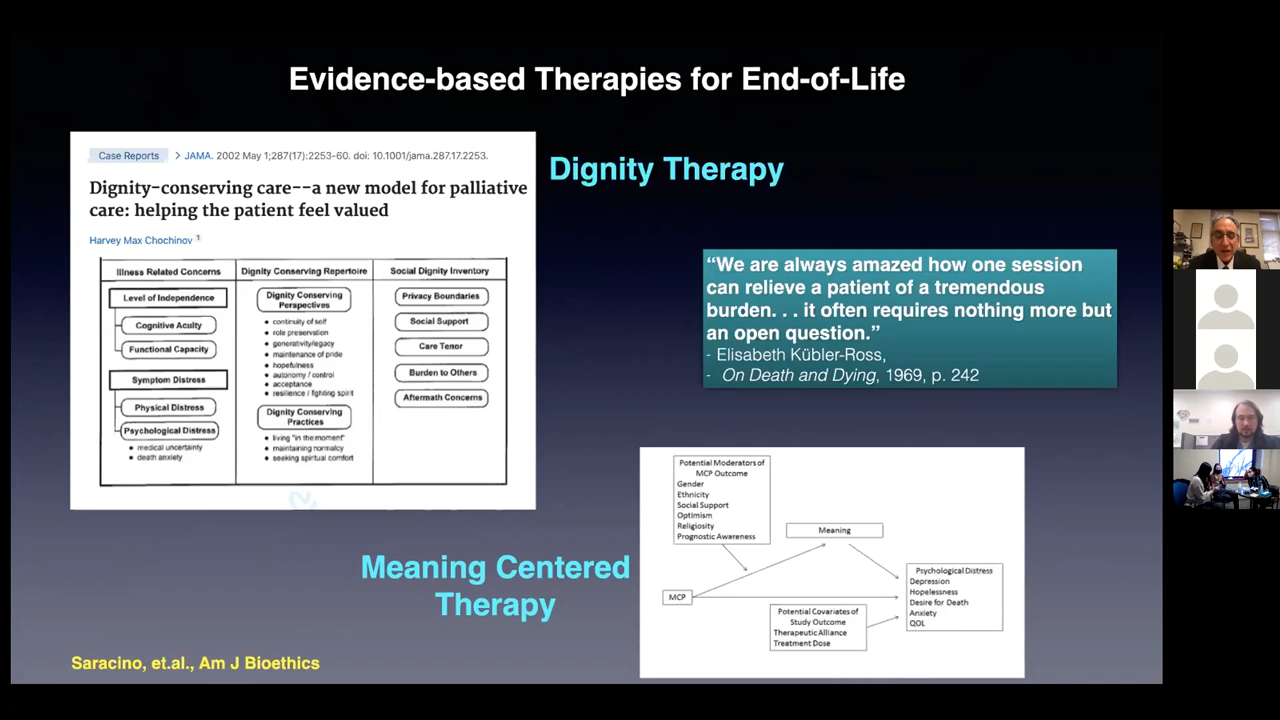 Evidence-based Therapies for End-of-Life
Case Reports > JAMA. 2002 May 1;287(17):2253-60. doi: 10.1001/jama.287.17.2253.
Dignity-conserving care--a new model for palliative
care: helping the patient feel valued
Harvey Max Chochinov 1
Illness Related Concerns
Level of Independence
Cognitive Acuity
Functional Capacity
Symptom Distress
Physical Distress
Psychological Distress
• medical uncertainty
• death anxiety
Dignity Conserving Repertoire
Dignity Conserving
Perspectives
• continuity of self
• role preservation
• generativity/legacy
• maintenance of pride
• hopefulness
• autonomy / control
• acceptance
• resilience / fighting spirit
Dignity Conserving
Practices
• living "in the moment"
• maintaining normalcy
• seeking spiritual comfort
Social Dignity Inventory
Privacy Boundaries
Social Support
Care Tenor
Burden to Others
Aftermath Concerns
Dignity Therapy
“We are always amazed how one session
can relieve a patient of a tremendous
burden. . . it often requires nothing more but
an open question.”
- Elisabeth Kübler-Ross,
- On Death and Dying, 1969, p. 242
Meaning Centered
Therapy
Potential Moderators of
MCP Outcome
Gender
Ethnicity
Social Support
Optimism
Religiosity
Prognostic Awareness
Meaning
MCP
Potential Covariates of
Study Outcome
Therapeutic Alliance
Treatment Dose
Psychological Distress
Depression
Hopelessness
Desire for Death
Anxiety
QOL
Saracino, et.al., Am J Bioethics